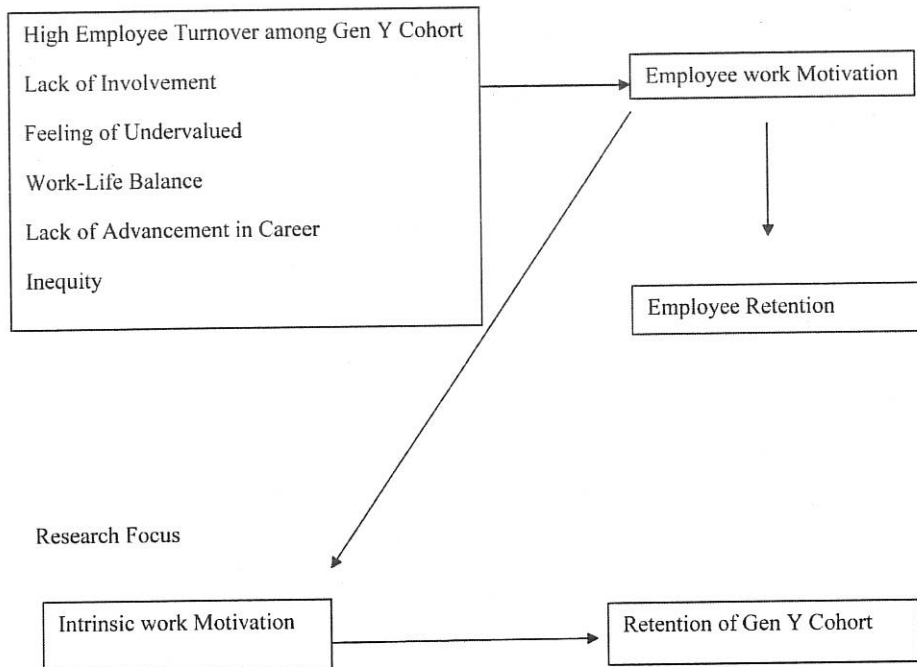 High Employee Turnover among Gen Y Cohort
Lack of Involvement
Feeling of Undervalued
Work-Life Balance
Lack of Advancement in Career
Inequity
Employee work Motivation
Employee Retention
Research Focus
Intrinsic work Motivation
Retention of Gen Y Cohort